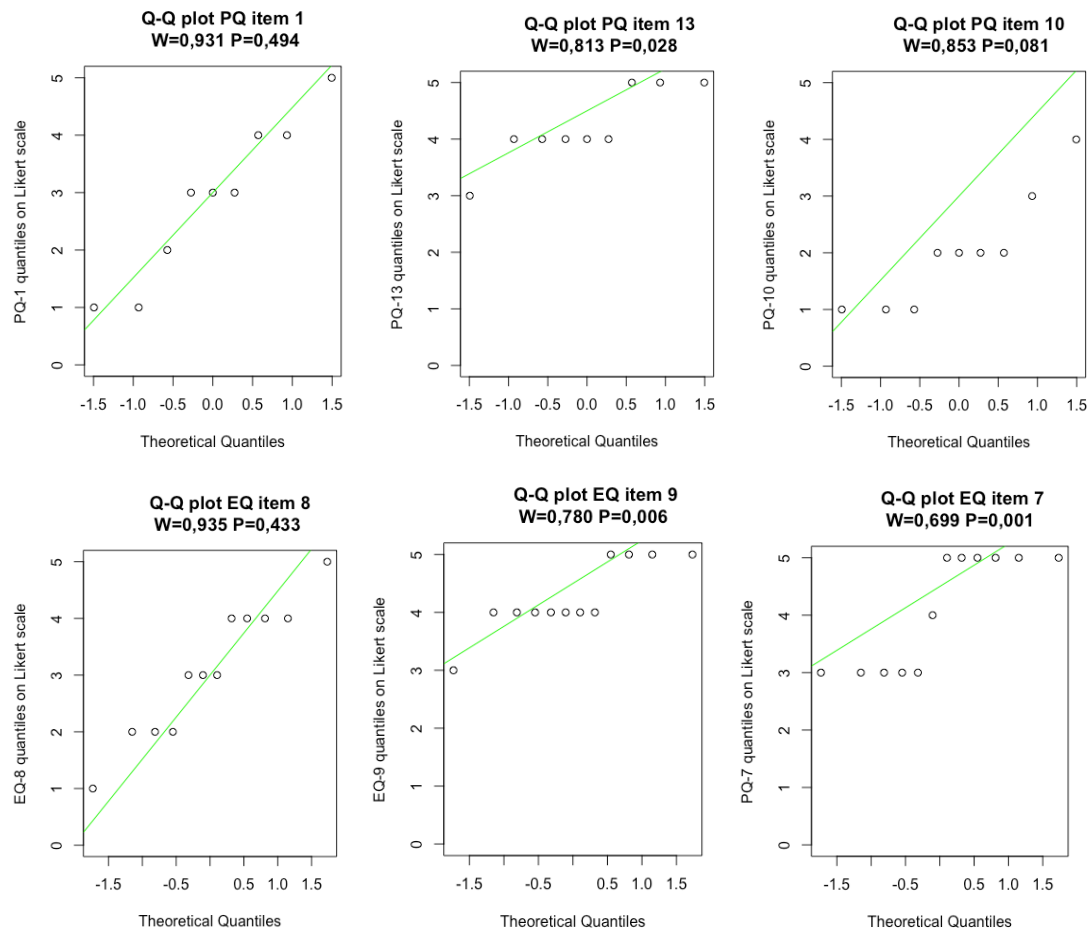 Q-Q plot PQ item 1
W=0,931 P=0,494
PQ-1 quantiles on Likert scale
5
4
3
2
1
0
-1.5 -0.5 0.0 0.5 1.0 1.5
Theoretical Quantiles
Q-Q plot PQ item 13
W=0,813 P=0,028
PQ-13 quantiles on Likert scale
5
4
3
2
1
0
-1.5 -0.5 0.0 0.5 1.0 1.5
Theoretical Quantiles
Q-Q plot PQ item 10
W=0,853 P=0,081
PQ-10 quantiles on Likert scale
5
4
3
2
1
0
-1.5 -0.5 0.0 0.5 1.0 1.5
Theoretical Quantiles
Q-Q plot EQ item 8
W=0,935 P=0,433
EQ-8 quantiles on Likert scale
5
4
3
2
1
0
-1.5 -0.5 0.5 1.0 1.5
Theoretical Quantiles
Q-Q plot EQ item 9
W=0,780 P=0,006
EQ-9 quantiles on Likert scale
5
4
3
2
1
0
-1.5 -0.5 0.5 1.0 1.5
Theoretical Quantiles
Q-Q plot EQ item 7
W=0,699 P=0,001
PQ-7 quantiles on Likert scale
5
4
3
2
1
0
-1.5 -0.5 0.5 1.0 1.5
Theoretical Quantiles